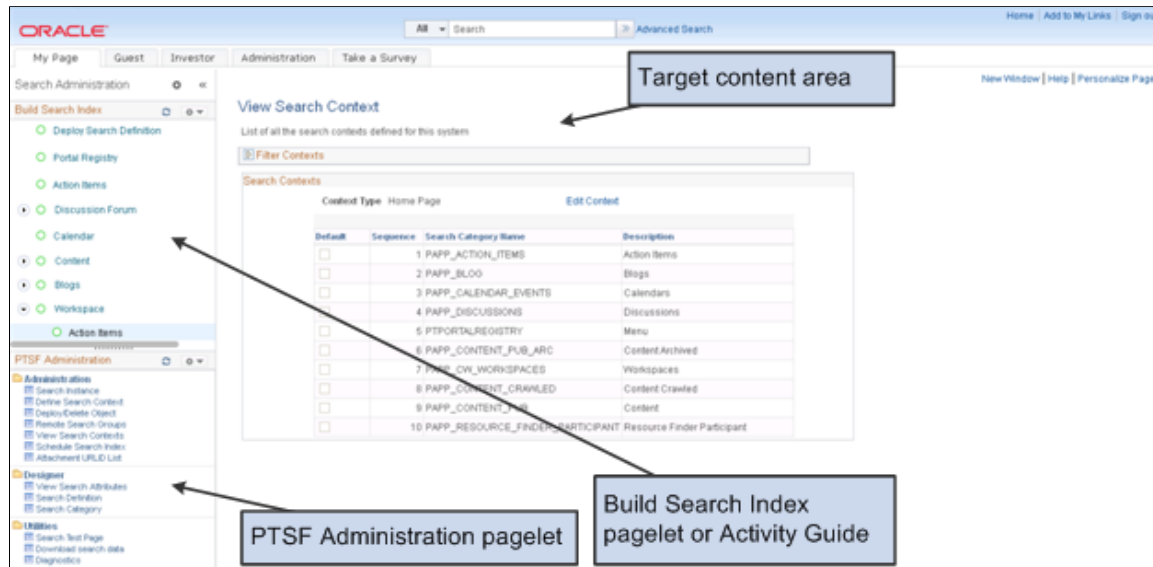 Home | Add to My Links | Sign ou
ORACLE
All Search Advanced Search
My Page Guest Investor Administration Take a Survey
New Window | Help | Personalize Page
Search Administration
Build Search Index
Deploy Search Definition
Portal Registry
Action Items
Discussion Forum
Calendar
Content
Blogs
Workspace
Action Items
PTSF Administration
Administration
Search Instance
Define Search Context
Deploy/Delete Object
Remote Search Groups
View Search Contexts
Schedule Search Index
Attachment URLID List
Designer
View Search Attributes
Search Definition
Search Category
Utilities
Search Test Page
Download search data
Diagnostics
Target content area
View Search Context
List of all the search contexts defined for this system
Filter Contexts
Search Contexts
Context Type Home Page Edit Context
Default Sequence Search Category Name Description
1 PAPP_ACTION_ITEMS Action Items
2 PAPP_BLOG Blogs
3 PAPP_CALENDAR_EVENTS Calendars
4 PAPP_DISCUSSIONS Discussions
5 PTPORTALREGISTRY Menu
6 PAPP_CONTENT_PUB_ARC Content Archived
7 PAPP_CW_WORKSPACES Workspaces
8 PAPP_CONTENT_CRAWLED Content Crawled
9 PAPP_CONTENT_PUB Content
10 PAPP_RESOURCE_FINDER_PARTICIPANT Resource Finder Participant
PTSF Administration pagelet
Build Search Index
pagelet or Activity Guide